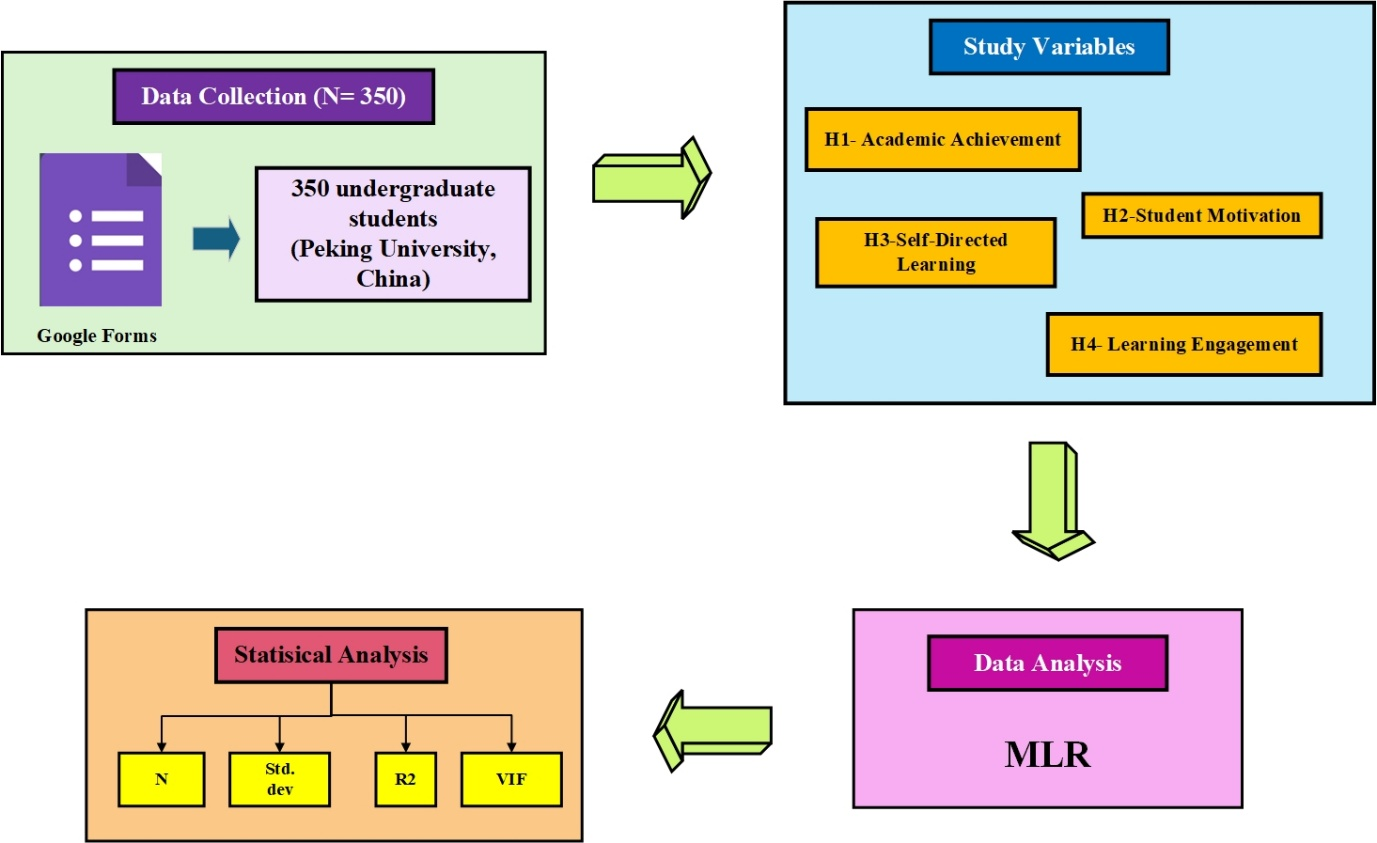 Data Collection (N= 350)
350 undergraduate
students
(Peking University,
China)
Google Forms
Study Variables
H1- Academic Achievement
H2-Student Motivation
H3-Self-Directed
Learning
H4- Learning Engagement
Data Analysis
MLR
Statisical Analysis
N
Std.
dev
R2
VIF